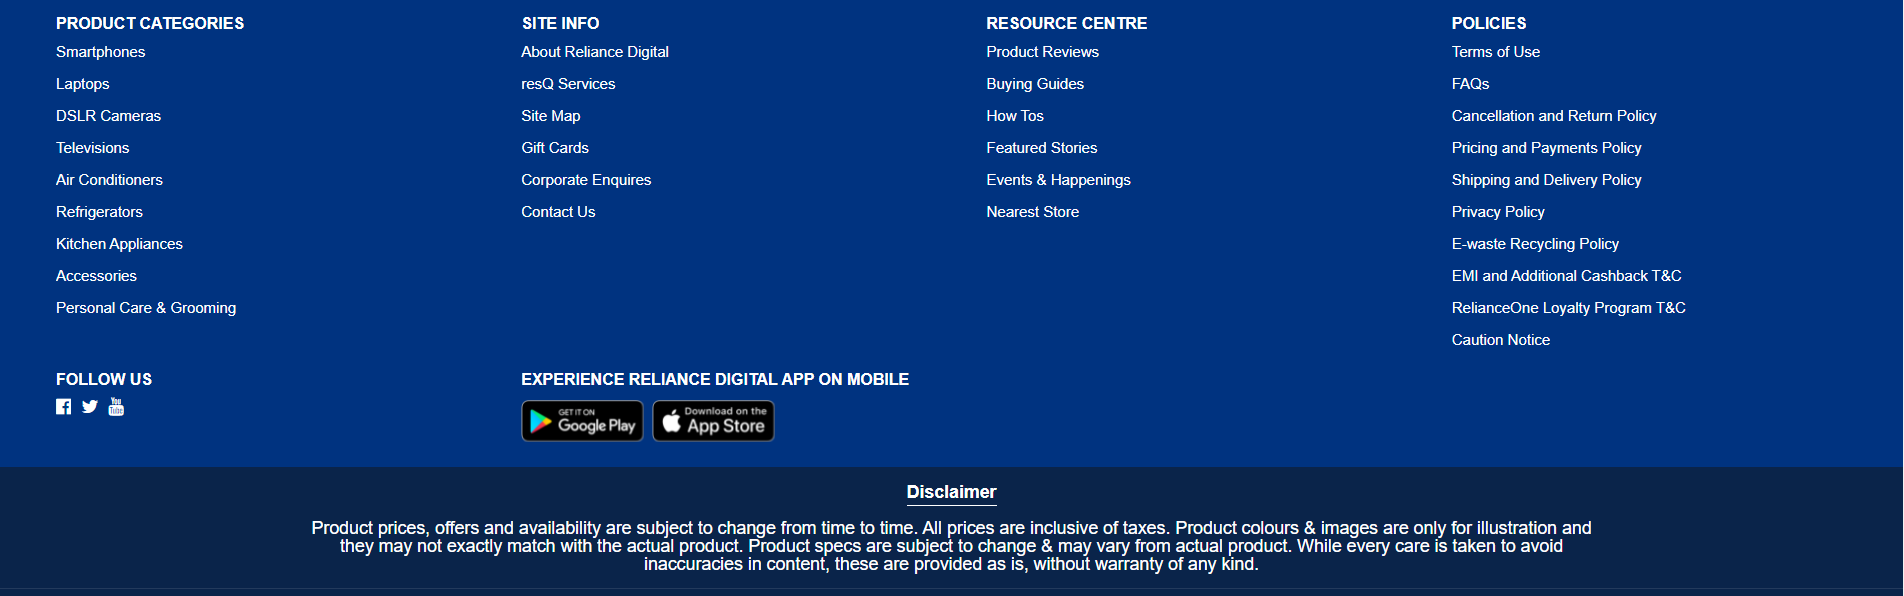 PRODUCT CATEGORIES
Smartphones
Laptops
DSLR Cameras
Televisions
Air Conditioners
Refrigerators
Kitchen Appliances
Accessories
Personal Care & Grooming
SITE INFO
About Reliance Digital
resQ Services
Site Map
Gift Cards
Corporate Enquires
Contact Us
RESOURCE CENTRE
Product Reviews
Buying Guides
How Tos
Featured Stories
Events & Happenings
Nearest Store
POLICIES
Terms of Use
FAQs
Cancellation and Return Policy
Pricing and Payments Policy
Shipping and Delivery Policy
Privacy Policy
E-waste Recycling Policy
EMI and Additional Cashback T&C
RelianceOne Loyalty Program T&C
Caution Notice
FOLLOW US
You
Tube
EXPERIENCE RELIANCE DIGITAL APP ON MOBILE
GET IT ON
Google Play
Download on the
App Store
Disclaimer
Product prices, offers and availability are subject to change from time to time. All prices are inclusive of taxes. Product colours & images are only for illustration and
they may not exactly match with the actual product. Product specs are subject to change & may vary from actual product. While every care is taken to avoid
inaccuracies in content, these are provided as is, without warranty of any kind.